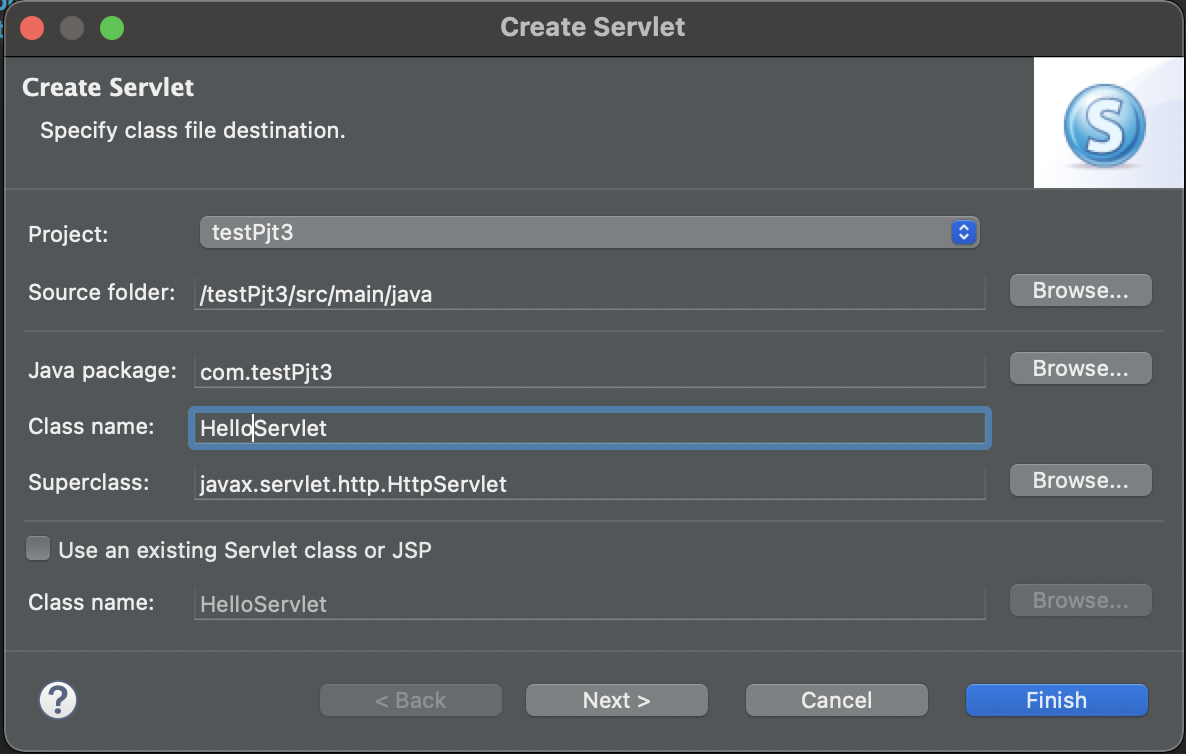 Create Servlet
Create Servlet
Specify class file destination.
Project: testPjt3
Source folder: /testPjt3/src/main/java Browse...
Java package: com.testPjt3 Browse...
Class name: HelloServlet
Superclass: javax.servlet.http.HttpServlet Browse...
Use an existing Servlet class or JSP
Class name: HelloServlet Browse...
? < Back Next > Cancel Finish